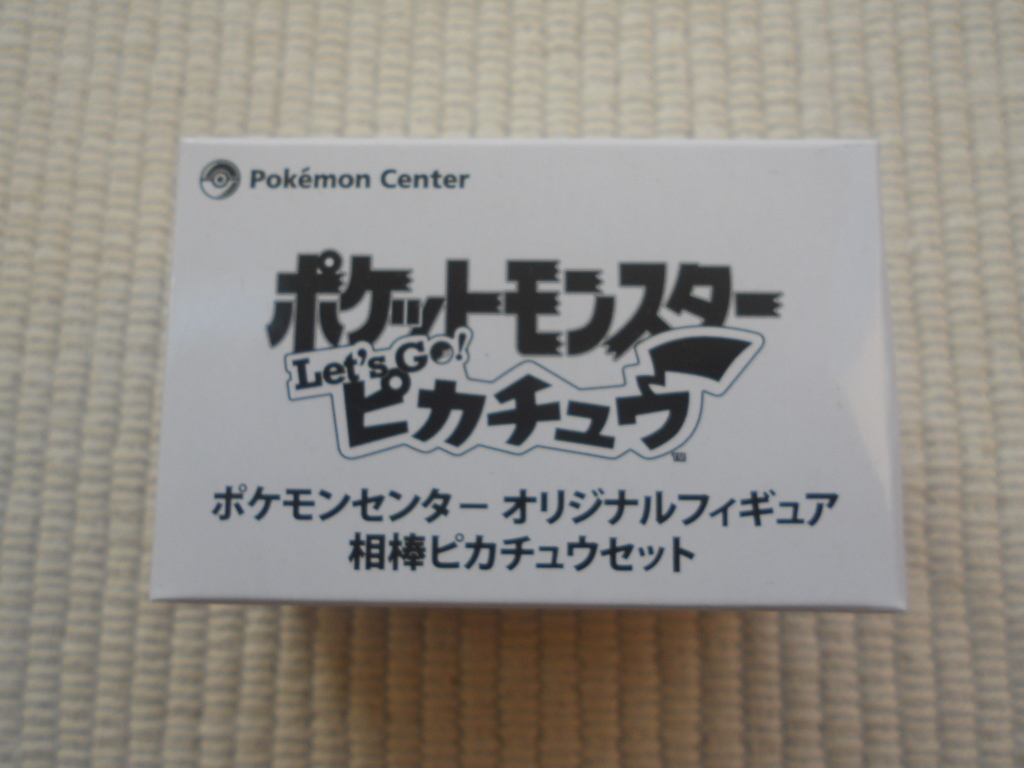 Pokémon Center
ポケットモンスター
Let's Go!
ピカチュウ
TM
ポケモンセンター オリジナルフィギュア
相棒ピカチュウセット